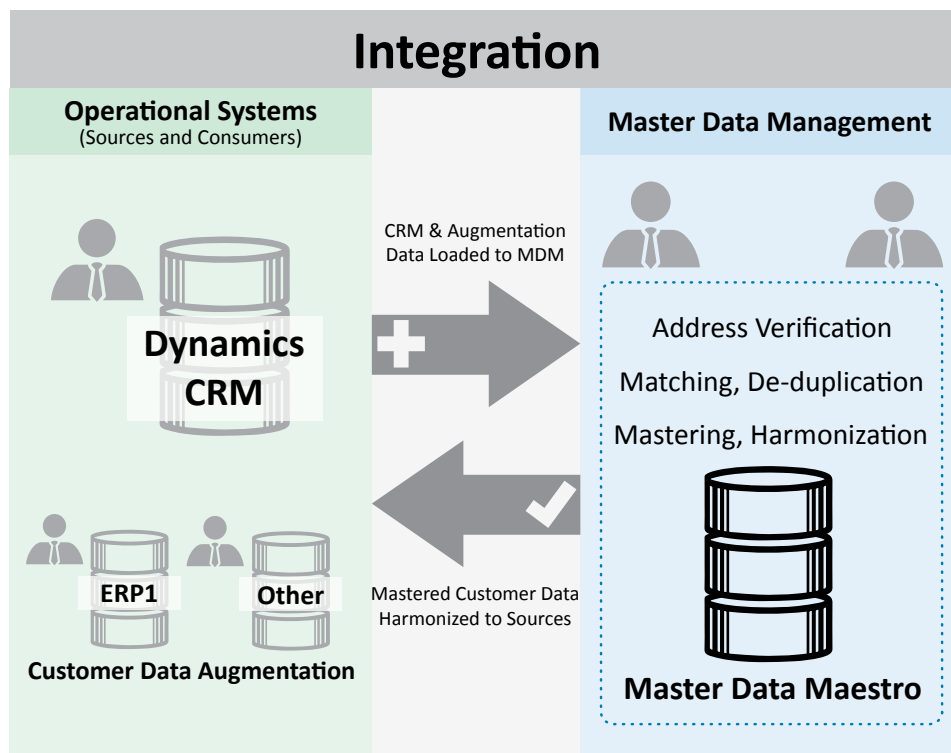 Integration
Operational Systems
(Sources and Consumers)
Dynamics
CRM
ERP1
Other
Customer Data Augmentation
CRM & Augmentation
Data Loaded to MDM
Mastered Customer Data
Harmonized to Sources
Master Data Management
Address Verification
Matching, De-duplication
Mastering, Harmonization
Master Data Maestro